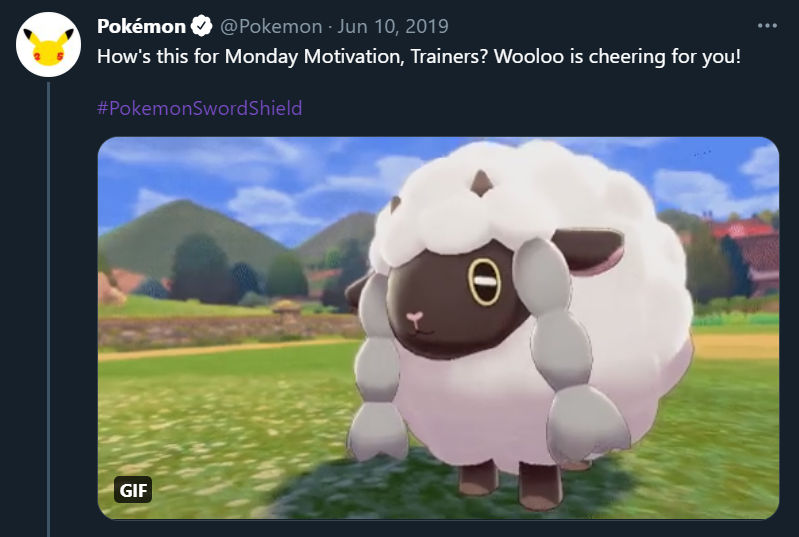 Pokémon @Pokemon · Jun 10, 2019
How's this for Monday Motivation, Trainers? Wooloo is cheering for you!
#PokemonSwordShield
GIF